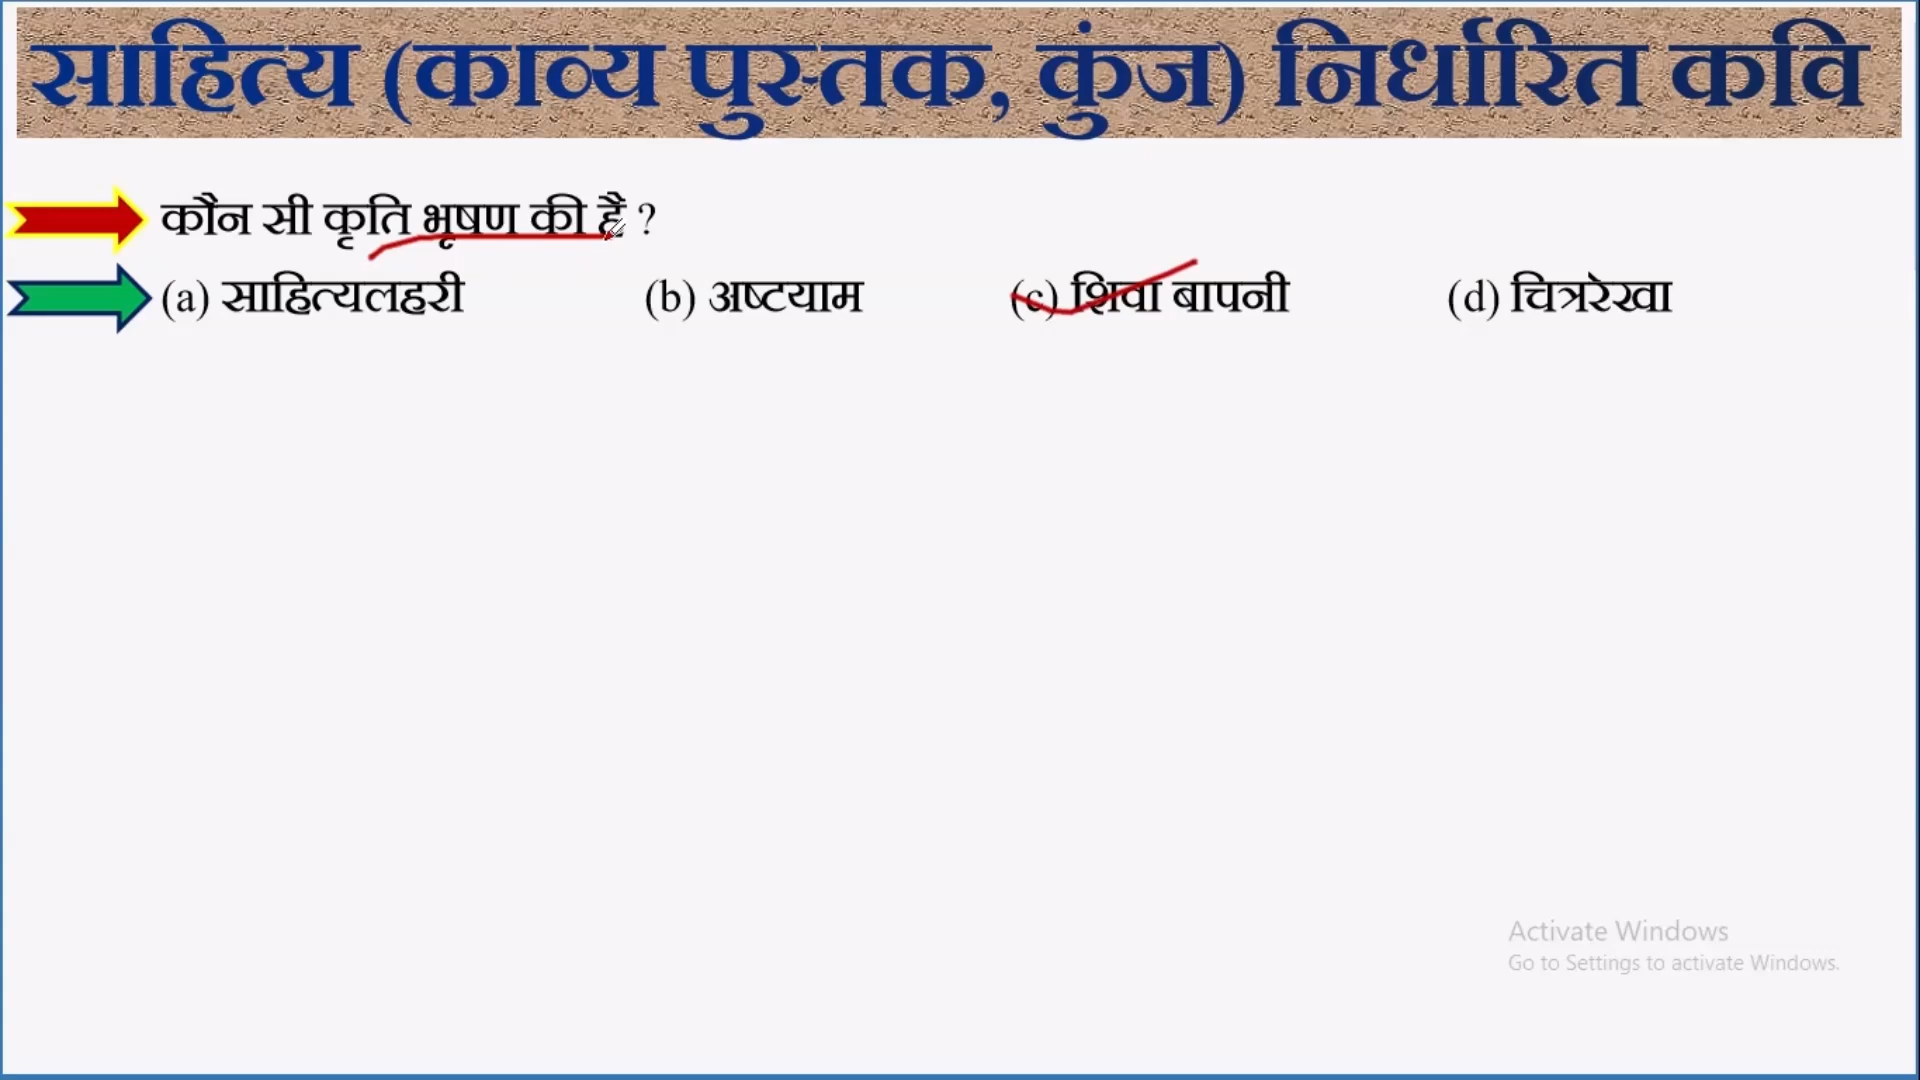 साहित्य (काव्य पुस्तक, कुंज) निर्धारित कवि
कौन सी कृति भूषण की है ?
(a) साहित्यलहरी (b) अष्टयाम (c) शिवा बापनी (d) चित्ररेखा
Activate Windows
Go to Settings to activate Windows.